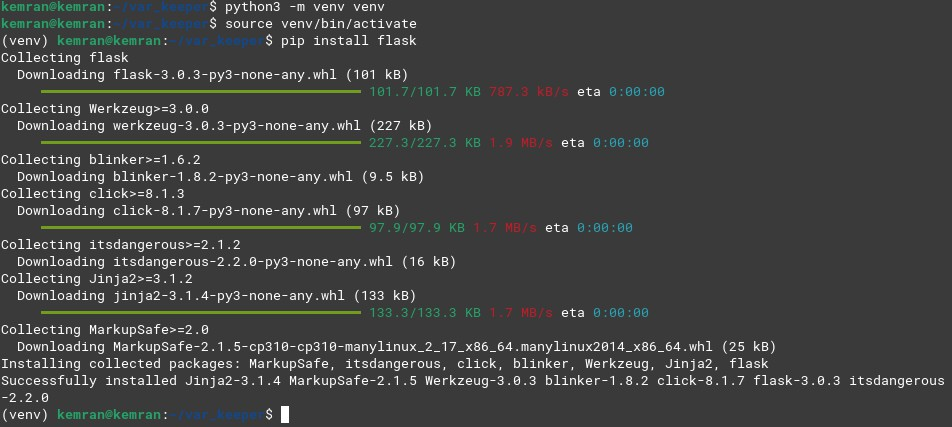 kemran@kemran:~/var_keeper$ python3 -m venv venv
kemran@kemran:~/var_keeper$ source venv/bin/activate
(venv) kemran@kemran:~/var_keeper$ pip install flask
Collecting flask
  Downloading flask-3.0.3-py3-none-any.whl (101 kB)
101.7/101.7 KB 787.3 kB/s eta 0:00:00
Collecting Werkzeug>=3.0.0
  Downloading werkzeug-3.0.3-py3-none-any.whl (227 kB)
227.3/227.3 KB 1.9 MB/s eta 0:00:00
Collecting blinker>=1.6.2
  Downloading blinker-1.8.2-py3-none-any.whl (9.5 kB)
Collecting click>=8.1.3
  Downloading click-8.1.7-py3-none-any.whl (97 kB)
97.9/97.9 KB 1.7 MB/s eta 0:00:00
Collecting itsdangerous>=2.1.2
  Downloading itsdangerous-2.2.0-py3-none-any.whl (16 kB)
Collecting Jinja2>=3.1.2
  Downloading jinja2-3.1.4-py3-none-any.whl (133 kB)
133.3/133.3 KB 1.7 MB/s eta 0:00:00
Collecting MarkupSafe>=2.0
  Downloading MarkupSafe-2.1.5-cp310-cp310-manylinux_2_17_x86_64.manylinux2014_x86_64.whl (25 kB)
Installing collected packages: MarkupSafe, itsdangerous, click, blinker, Werkzeug, Jinja2, flask
Successfully installed Jinja2-3.1.4 MarkupSafe-2.1.5 Werkzeug-3.0.3 blinker-1.8.2 click-8.1.7 flask-3.0.3 itsdangerous
-2.2.0
(venv) kemran@kemran:~/var_keeper$